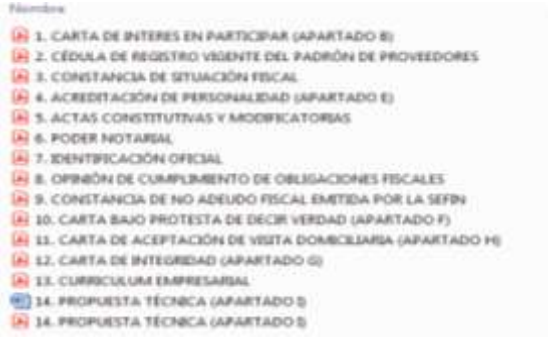 Nombre
1. CARTA DE INTERES EN PARTICIPAR (APARTADO B)
2. CÉDULA DE REGISTRO VIGENTE DEL PADRÓN DE PROVEEDORES
3. CONSTANCIA DE SITUACIÓN FISCAL
4. ACREDITACIÓN DE PERSONALIDAD (APARTADO E)
5. ACTAS CONSTITUTIVAS Y MODIFICATORIAS
6. PODER NOTARIAL
7. IDENTIFICACIÓN OFICIAL
8. OPINIÓN DE CUMPLIMIENTO DE OBLIGACIONES FISCALES
9. CONSTANCIA DE NO ADEUDO FISCAL EMITIDA POR LA SEFIN
10. CARTA BAJO PROTESTA DE DECIR VERDAD (APARTADO F)
11. CARTA DE ACEPTACIÓN DE VISITA DOMICILIARIA (APARTADO H)
12. CARTA DE INTEGRIDAD (APARTADO G)
13. CURRICULUM EMPRESARIAL
14. PROPUESTA TÉCNICA (APARTADO I)
14. PROPUESTA TÉCNICA (APARTADO I)